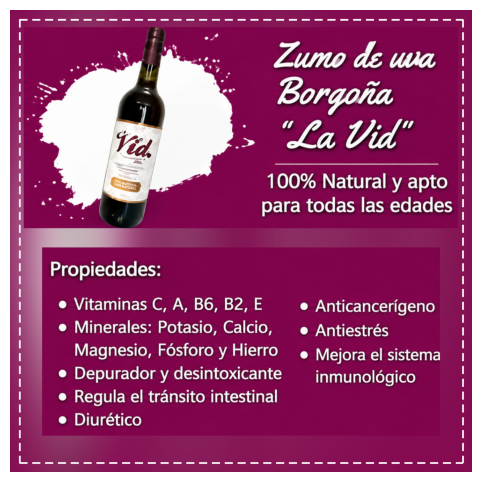 Zumo de uva
Borgoña
"La Vid"
100% Natural y apto
para todas las edades
Vid.
Propiedades:
• Vitaminas C, A, B6, B2, E
• Minerales: Potasio, Calcio,
Magnesio, Fósforo y Hierro
• Depurador y desintoxicante
• Regula el tránsito intestinal
• Diurético
• Anticancerígeno
• Antiestrés
• Mejora el sistema
inmunológico